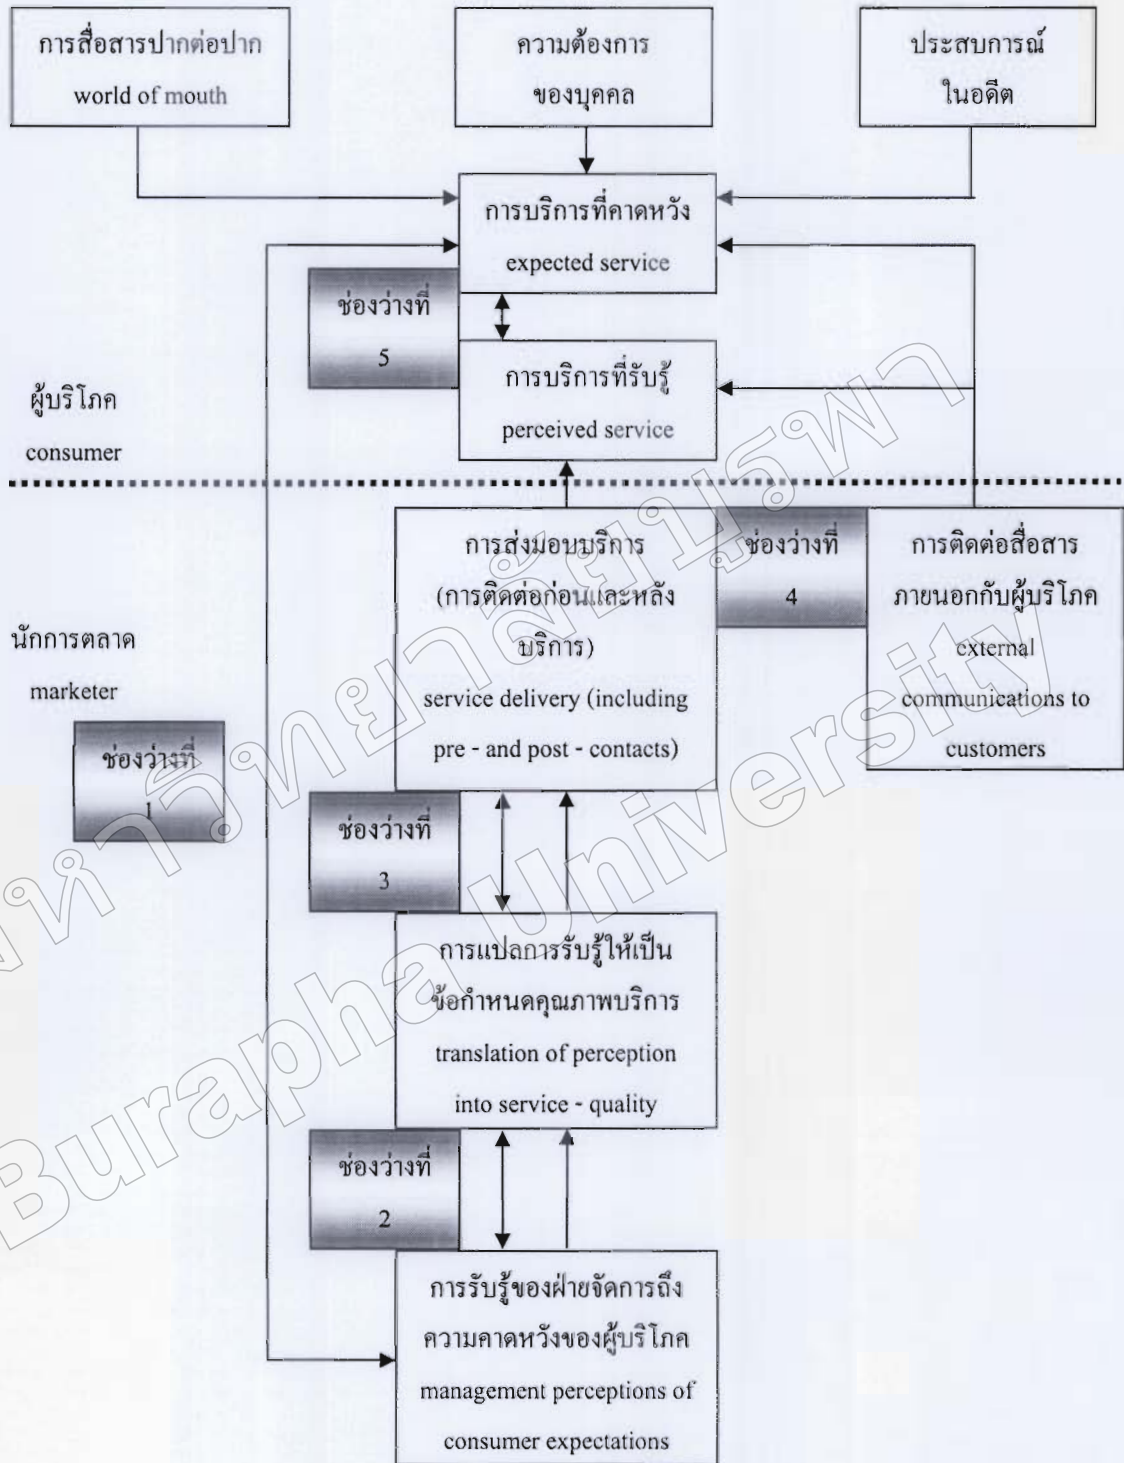 การสื่อสารปากต่อปาก
world of mouth
ความต้องการ
ของบุคคล
ประสบการณ์
ในอดีต
การบริการที่คาดหวัง
expected service
ช่องว่างที่
5
การบริการที่รับรู้
perceived service
ผู้บริโภค
consumer
การส่งมอบบริการ
(การติดต่อก่อนและหลัง
บริการ)
service delivery (including
pre - and post - contacts)
ช่องว่างที่
4
การติดต่อสื่อสาร
ภายนอกกับผู้บริโภค
external
communications to
customers
นักการตลาด
marketer
ช่องว่างที่
1
ช่องว่างที่
3
การแปลการรับรู้ให้เป็น
ข้อกำหนดคุณภาพบริการ
translation of perception
into service - quality
ช่องว่างที่
2
การรับรู้ของฝ่ายจัดการถึง
ความคาดหวังของผู้บริโภค
management perceptions of
consumer expectations
มหาวิทยาลัยบูรพา
Burapha University